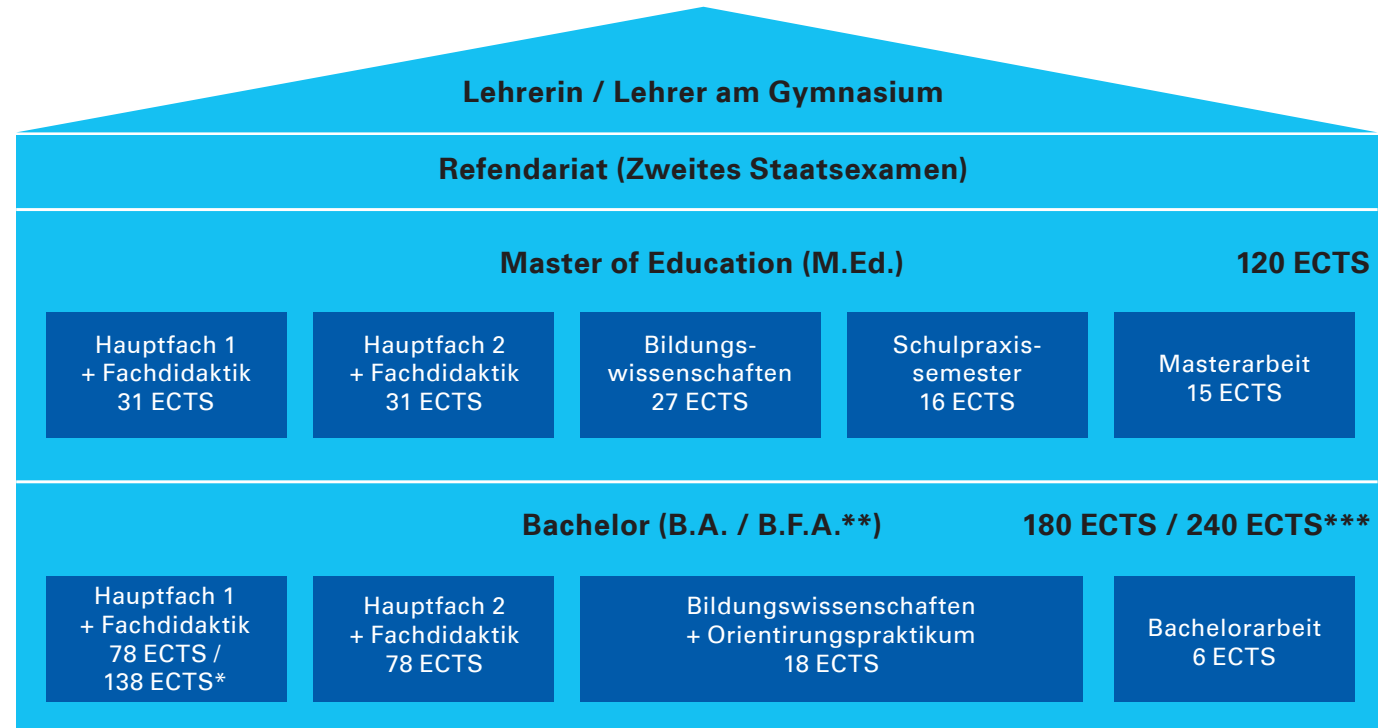 Lehrerin / Lehrer am Gymnasium
Refendariat (Zweites Staatsexamen)
Master of Education (M.Ed.) 120 ECTS
Hauptfach 1
+ Fachdidaktik
31 ECTS
Hauptfach 2
+ Fachdidaktik
31 ECTS
Bildungs-
wissenschaften
27 ECTS
Schulpraxis-
semester
16 ECTS
Masterarbeit
15 ECTS
Bachelor (B.A. / B.F.A.**) 180 ECTS / 240 ECTS***
Hauptfach 1
+ Fachdidaktik
78 ECTS /
138 ECTS*
Hauptfach 2
+ Fachdidaktik
78 ECTS
Bildungswissenschaften
+ Orientirungspraktikum
18 ECTS
Bachelorarbeit
6 ECTS